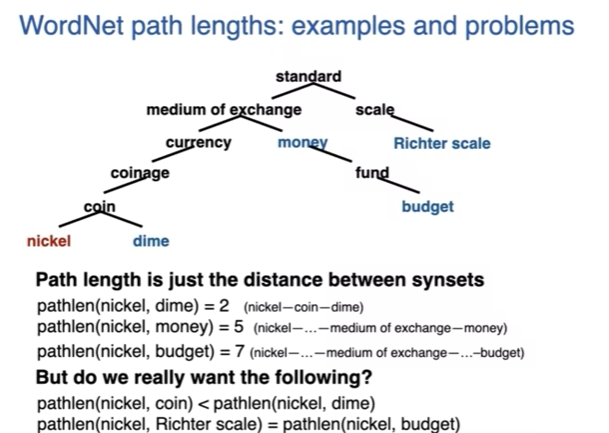 WordNet path lengths: examples and problems
standard
medium of exchange scale
currency money Richter scale
coinage fund
coin budget
nickel dime
Path length is just the distance between synsets
pathlen(nickel, dime) = 2 (nickel—coin—dime)
pathlen(nickel, money) = 5 (nickel—...—medium of exchange—money)
pathlen(nickel, budget) = 7 (nickel—...—medium of exchange—...–budget)
But do we really want the following?
pathlen(nickel, coin) < pathlen(nickel, dime)
pathlen(nickel, Richter scale) = pathlen(nickel, budget)